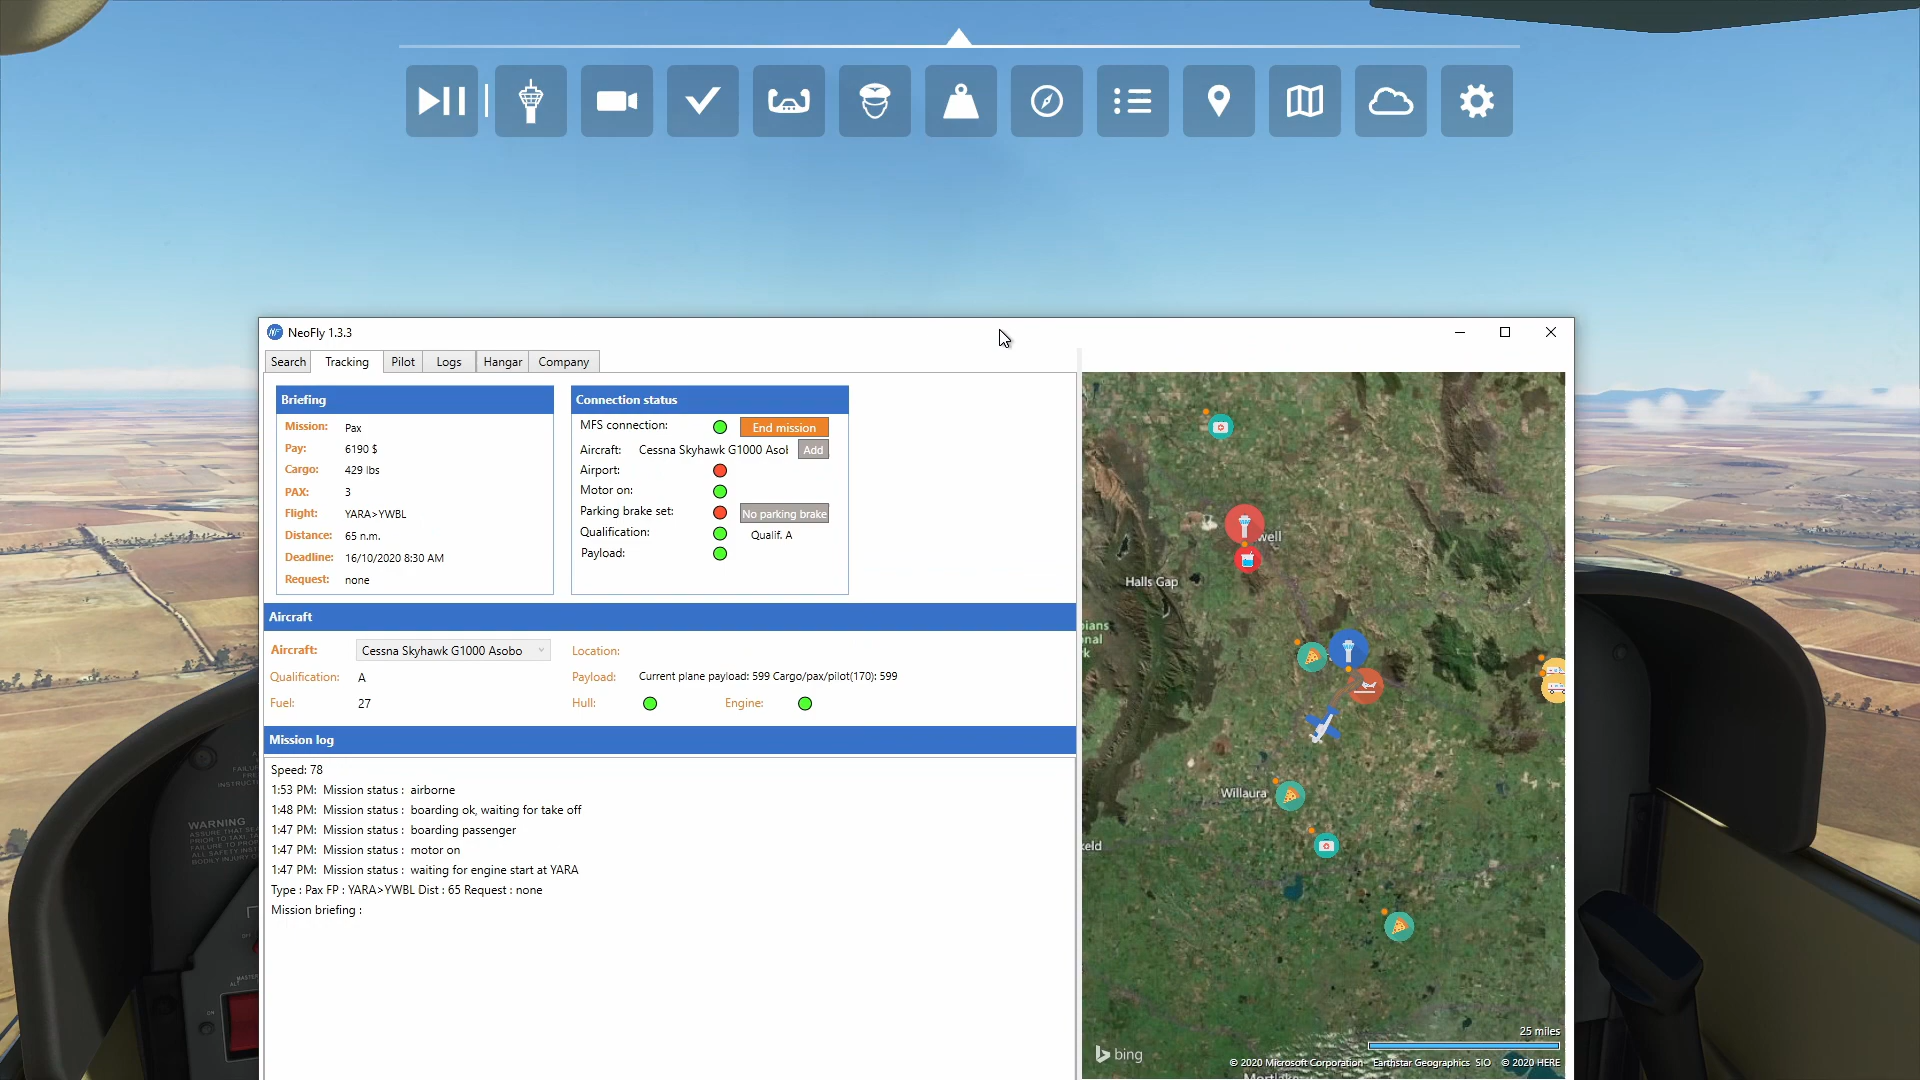 NeoFly 1.3.3
Search Tracking Pilot Logs Hangar Company
Briefing
Mission: Pax
Pay: 6190 $
Cargo: 429 lbs
PAX: 3
Flight: YARA>YWBL
Distance: 65 n.m.
Deadline: 16/10/2020 8:30 AM
Request: none
Connection status
MFS connection: End mission
Aircraft: Cessna Skyhawk G1000 Asol Add
Airport:
Motor on:
Parking brake set: No parking brake
Qualification: Qualif. A
Payload:
Aircraft
Aircraft: Cessna Skyhawk G1000 Asobo Location:
Qualification: A Payload: Current plane payload: 599 Cargo/pax/pilot(170): 599
Fuel: 27 Hull: Engine:
Mission log
Speed: 78
1:53 PM: Mission status : airborne
1:48 PM: Mission status : boarding ok, waiting for take off
1:47 PM: Mission status : boarding passenger
1:47 PM: Mission status : motor on
1:47 PM: Mission status : waiting for engine start at YARA
Type : Pax FP : YARA>YWBL Dist : 65 Request : none
Mission briefing :
well
Halls Gap
pians
nal
k
Willaura
keld
25 miles
bing
© 2020 Microsoft Corporation Earthstar Geographics SIO © 2020 HERE
Mortlake
WARNING